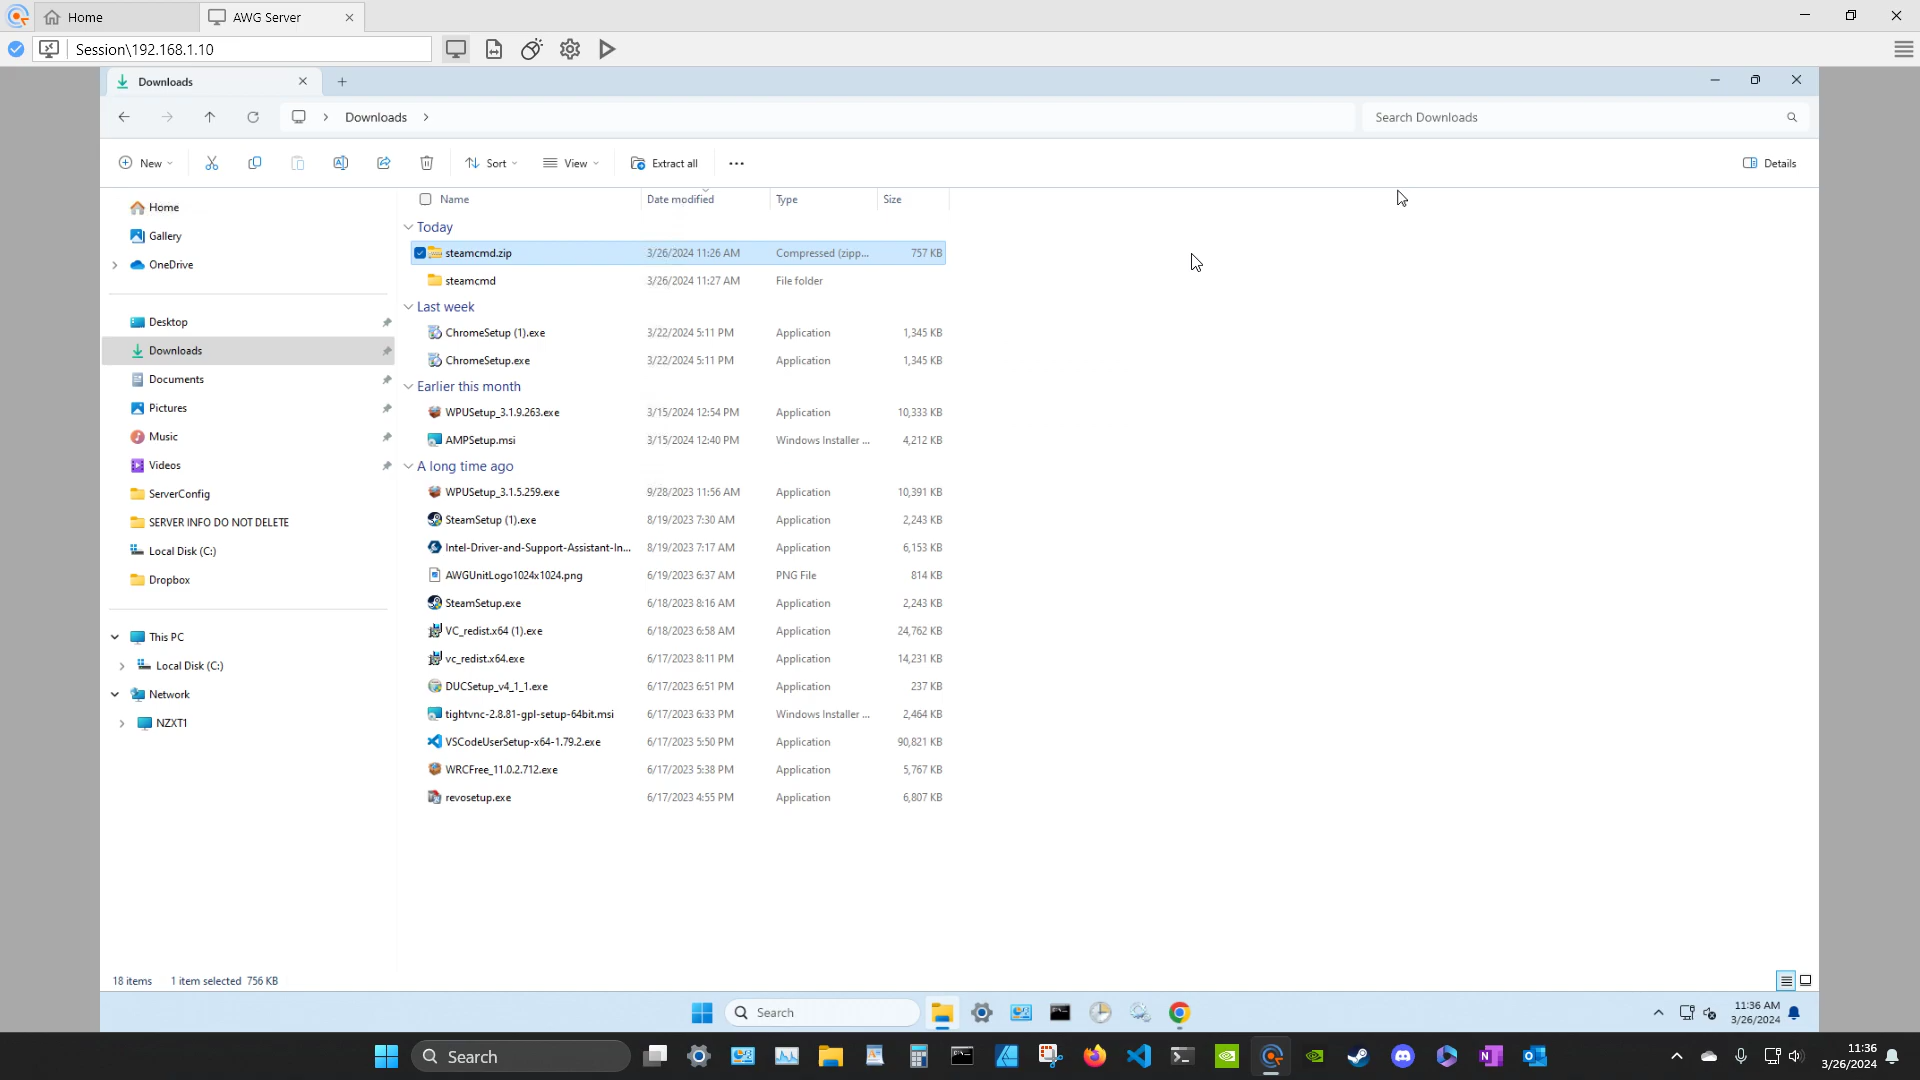 Home
AWG Server
Session\192.168.1.10
Downloads
Downloads
Search Downloads
New
Sort
View
Extract all
Details
Name Date modified Type Size
Home
Gallery
OneDrive
Desktop
Downloads
Documents
Pictures
Music
Videos
ServerConfig
SERVER INFO DO NOT DELETE
Local Disk (C:)
Dropbox
This PC
Local Disk (C:)
Network
NZXT1
Today
steamcmd.zip 3/26/2024 11:26 AM Compressed (zipp... 757 KB
steamcmd 3/26/2024 11:27 AM File folder
Last week
ChromeSetup (1).exe 3/22/2024 5:11 PM Application 1,345 KB
ChromeSetup.exe 3/22/2024 5:11 PM Application 1,345 KB
Earlier this month
WPUSetup_3.1.9.263.exe 3/15/2024 12:54 PM Application 10,333 KB
AMPSetup.msi 3/15/2024 12:40 PM Windows Installer ... 4,212 KB
A long time ago
WPUSetup_3.1.5.259.exe 9/28/2023 11:56 AM Application 10,391 KB
SteamSetup (1).exe 8/19/2023 7:30 AM Application 2,243 KB
Intel-Driver-and-Support-Assistant-In... 8/19/2023 7:17 AM Application 6,153 KB
AWGUnitLogo1024x1024.png 6/19/2023 6:37 AM PNG File 814 KB
SteamSetup.exe 6/18/2023 8:16 AM Application 2,243 KB
VC_redist.x64 (1).exe 6/18/2023 6:58 AM Application 24,762 KB
vc_redist.x64.exe 6/17/2023 8:11 PM Application 14,231 KB
DUCSetup_v4_1_1.exe 6/17/2023 6:51 PM Application 237 KB
tightvnc-2.8.81-gpl-setup-64bit.msi 6/17/2023 6:33 PM Windows Installer ... 2,464 KB
VSCodeUserSetup-x64-1.79.2.exe 6/17/2023 5:50 PM Application 90,821 KB
WRCFree_11.0.2.712.exe 6/17/2023 5:38 PM Application 5,767 KB
revosetup.exe 6/17/2023 4:55 PM Application 6,807 KB
18 items 1 item selected 756 KB
Search
11:36 AM
3/26/2024
Search
11:36
3/26/2024